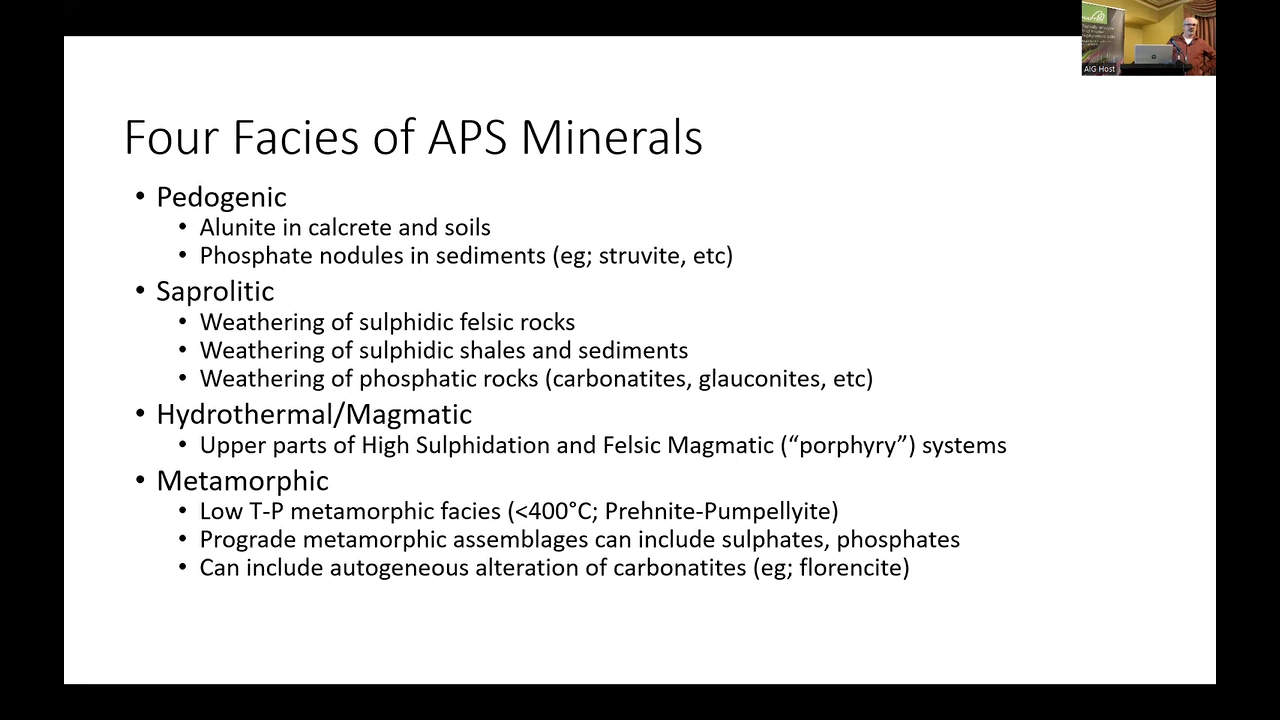 Four Facies of APS Minerals
• Pedogenic
• Alunite in calcrete and soils
• Phosphate nodules in sediments (eg; struvite, etc)
• Saprolitic
• Weathering of sulphidic felsic rocks
• Weathering of sulphidic shales and sediments
• Weathering of phosphatic rocks (carbonatites, glauconites, etc)
• Hydrothermal/Magmatic
• Upper parts of High Sulphidation and Felsic Magmatic (“porphyry”) systems
• Metamorphic
• Low T-P metamorphic facies (<400°C; Prehnite-Pumpellyite)
• Prograde metamorphic assemblages can include sulphates, phosphates
• Can include autogeneous alteration of carbonatites (eg; florencite)
AIG Host